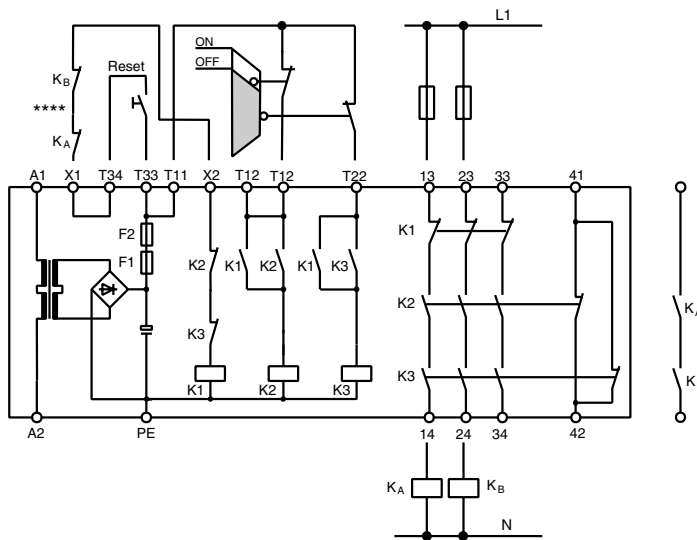 L1
ON
OFF
KB
Reset
****
KA
A1 X1 T34 T33 T11 X2 T12 T12 T22 13 23 33 41
F2
F1
K2 K1 K2 K1 K3
K3
K1 K2 K3
K1
K2
K3
KA
K
A2 PE 14 24 34 42
KA KB
N